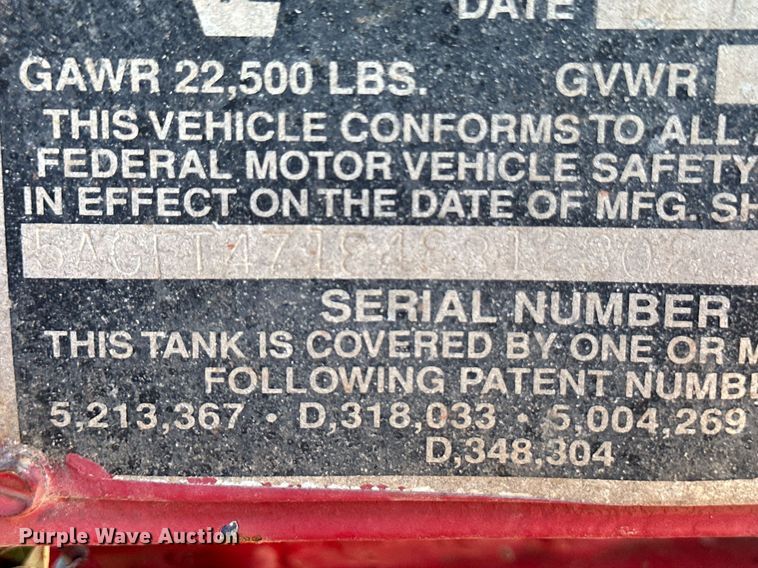 DATE
GAWR 22,500 LBS. GVWR
THIS VEHICLE CONFORMS TO ALL
FEDERAL MOTOR VEHICLE SAFETY
IN EFFECT ON THE DATE OF MFG. SH
SERIAL NUMBER
THIS TANK IS COVERED BY ONE OR M
FOLLOWING PATENT NUMB
5,213,367 • D,318,033 • 5,004,269
D,348,304
Purple Wave Auction